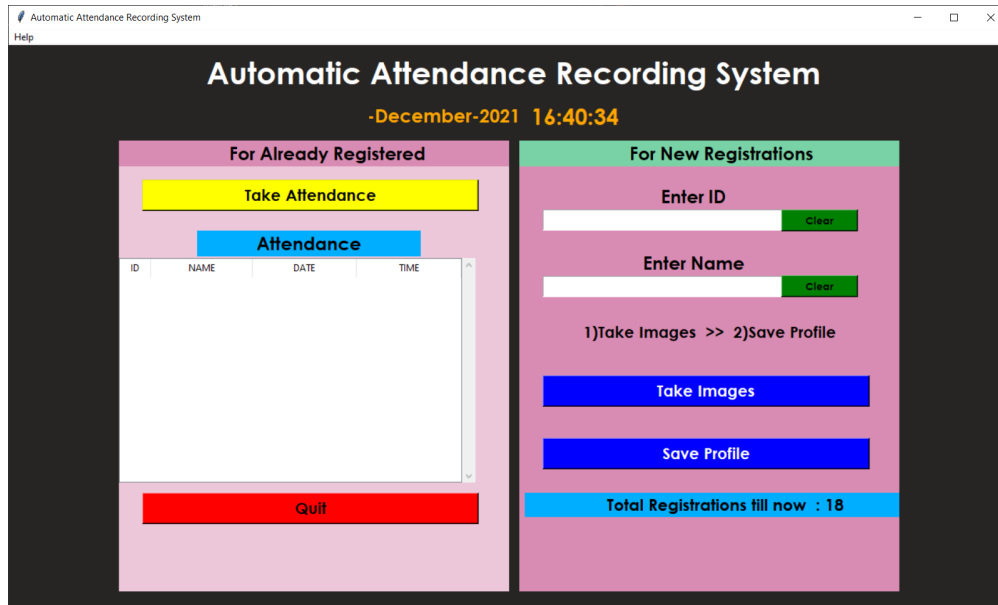 Automatic Attendance Recording System
Help
Automatic Attendance Recording System
-December-2021 16:40:34
For Already Registered
Take Attendance
Attendance
ID NAME DATE TIME
Quit
For New Registrations
Enter ID
Clear
Enter Name
Clear
1)Take Images >> 2)Save Profile
Take Images
Save Profile
Total Registrations till now : 18